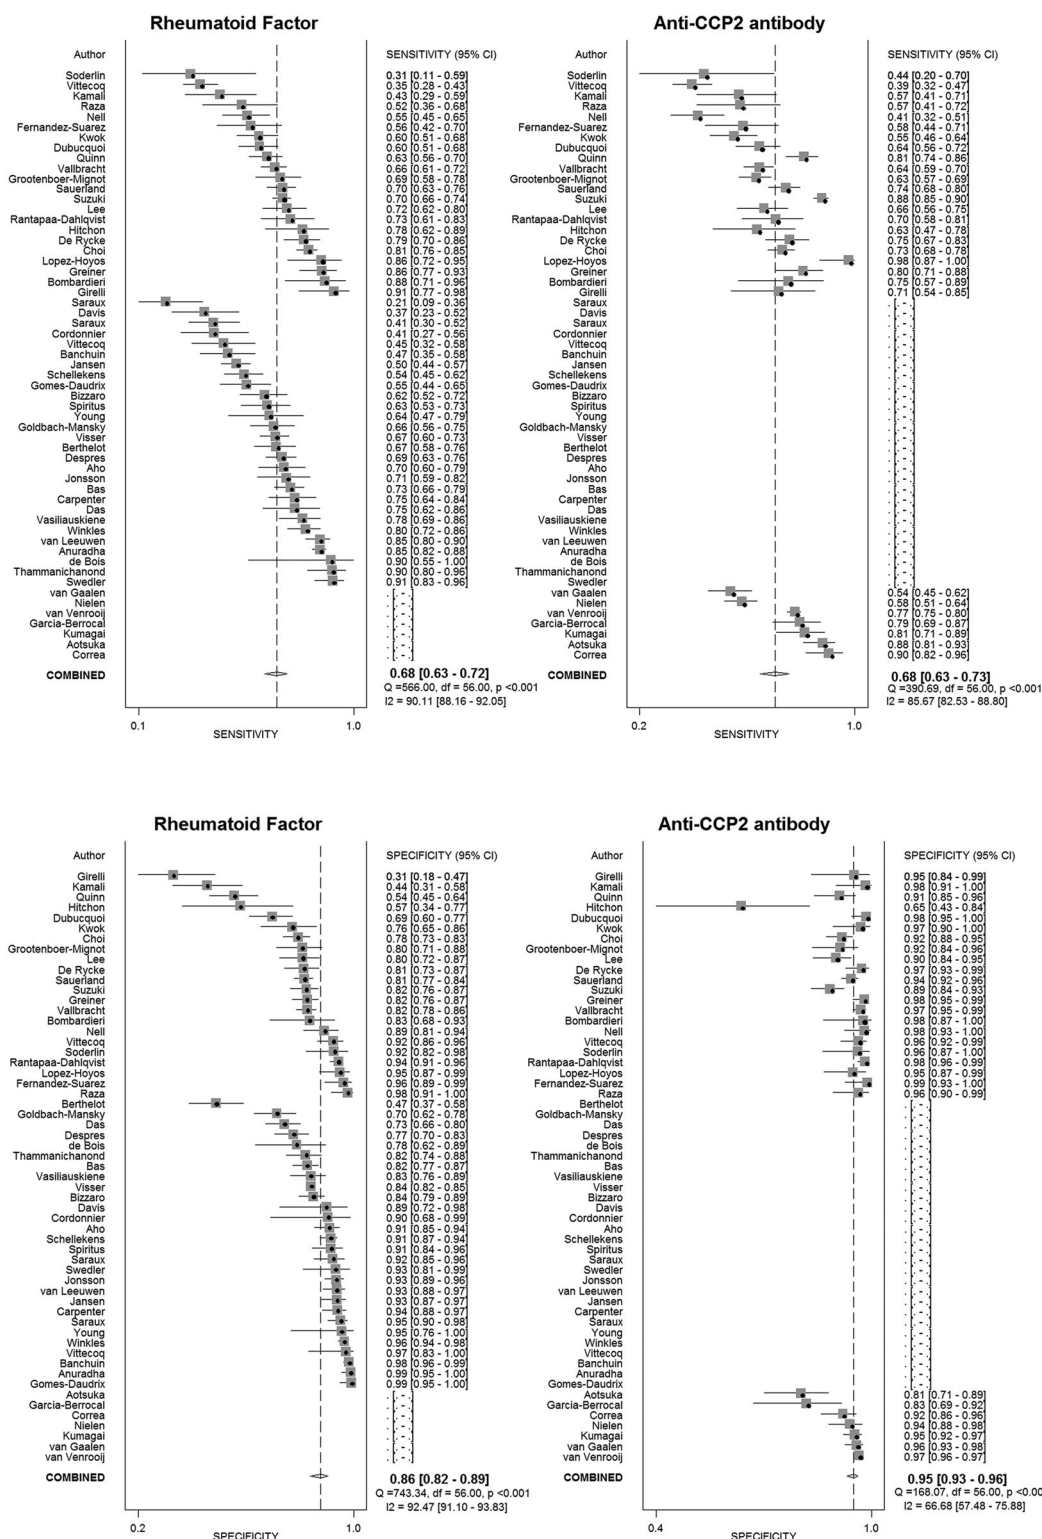 Rheumatoid Factor
Author SENSITIVITY (95% CI)
Soderlin 0.31 [0.11 - 0.59]
Vittecoq 0.35 [0.28 - 0.43]
Kamali 0.43 [0.29 - 0.59]
Raza 0.52 [0.36 - 0.68]
Nell 0.55 [0.45 - 0.65]
Fernandez-Suarez 0.56 [0.42 - 0.70]
Kwok 0.60 [0.51 - 0.68]
Dubucquoi 0.60 [0.51 - 0.68]
Quinn 0.63 [0.56 - 0.70]
Vallbracht 0.66 [0.61 - 0.72]
Grootenboer-Mignot 0.69 [0.58 - 0.78]
Sauerland 0.70 [0.63 - 0.76]
Suzuki 0.70 [0.66 - 0.74]
Lee 0.72 [0.62 - 0.80]
Rantapaa-Dahlqvist 0.73 [0.61 - 0.83]
Hitchon 0.78 [0.62 - 0.89]
De Rycke 0.79 [0.70 - 0.86]
Choi 0.81 [0.76 - 0.85]
Lopez-Hoyos 0.86 [0.72 - 0.95]
Greiner 0.86 [0.77 - 0.93]
Bombardieri 0.88 [0.71 - 0.96]
Girelli 0.91 [0.77 - 0.98]
Saraux 0.21 [0.09 - 0.36]
Davis 0.37 [0.23 - 0.52]
Saraux 0.41 [0.30 - 0.52]
Cordonnier 0.41 [0.27 - 0.56]
Vittecoq 0.45 [0.32 - 0.58]
Banchuin 0.47 [0.35 - 0.58]
Jansen 0.50 [0.44 - 0.57]
Schellekens 0.54 [0.45 - 0.62]
Gomes-Daudrix 0.55 [0.44 - 0.65]
Bizzaro 0.62 [0.52 - 0.72]
Spiritus 0.63 [0.53 - 0.73]
Young 0.64 [0.47 - 0.79]
Goldbach-Mansky 0.66 [0.56 - 0.75]
Visser 0.67 [0.60 - 0.73]
Berthelot 0.67 [0.58 - 0.76]
Despres 0.69 [0.63 - 0.76]
Aho 0.70 [0.60 - 0.79]
Jonsson 0.71 [0.59 - 0.82]
Bas 0.73 [0.66 - 0.79]
Carpenter 0.75 [0.64 - 0.84]
Das 0.75 [0.62 - 0.86]
Vasiliauskiene 0.78 [0.69 - 0.86]
Winkles 0.80 [0.72 - 0.86]
van Leeuwen 0.85 [0.80 - 0.90]
Anuradha 0.85 [0.82 - 0.88]
de Bois 0.90 [0.55 - 1.00]
Thammanichanond 0.90 [0.80 - 0.96]
Swedler 0.91 [0.83 - 0.96]
van Gaalen
Nielen
van Venrooij
Garcia-Berrocal
Kumagai
Aotsuka
Correa
COMBINED 0.68 [0.63 - 0.72]
Q =566.00, df = 56.00, p <0.001
I2 = 90.11 [88.16 - 92.05]
0.1 1.0
SENSITIVITY
Anti-CCP2 antibody
Author SENSITIVITY (95% CI)
Soderlin 0.44 [0.20 - 0.70]
Vittecoq 0.39 [0.32 - 0.47]
Kamali 0.57 [0.41 - 0.71]
Raza 0.57 [0.41 - 0.72]
Nell 0.41 [0.32 - 0.51]
Fernandez-Suarez 0.58 [0.44 - 0.71]
Kwok 0.55 [0.46 - 0.64]
Dubucquoi 0.64 [0.56 - 0.72]
Quinn 0.81 [0.74 - 0.86]
Vallbracht 0.64 [0.59 - 0.70]
Grootenboer-Mignot 0.63 [0.57 - 0.69]
Sauerland 0.74 [0.68 - 0.80]
Suzuki 0.88 [0.85 - 0.90]
Lee 0.66 [0.56 - 0.75]
Rantapaa-Dahlqvist 0.70 [0.58 - 0.81]
Hitchon 0.63 [0.47 - 0.78]
De Rycke 0.75 [0.67 - 0.83]
Choi 0.73 [0.68 - 0.78]
Lopez-Hoyos 0.98 [0.87 - 1.00]
Greiner 0.80 [0.71 - 0.88]
Bombardieri 0.75 [0.57 - 0.89]
Girelli 0.71 [0.54 - 0.85]
Saraux
Davis
Saraux
Cordonnier
Vittecoq
Banchuin
Jansen
Schellekens
Gomes-Daudrix
Bizzaro
Spiritus
Young
Goldbach-Mansky
Visser
Berthelot
Despres
Aho
Jonsson
Bas
Carpenter
Das
Vasiliauskiene
Winkles
van Leeuwen
Anuradha
de Bois
Thammanichanond
Swedler
van Gaalen 0.54 [0.45 - 0.62]
Nielen 0.58 [0.51 - 0.64]
van Venrooij 0.77 [0.75 - 0.80]
Garcia-Berrocal 0.79 [0.69 - 0.87]
Kumagai 0.81 [0.71 - 0.89]
Aotsuka 0.88 [0.81 - 0.93]
Correa 0.90 [0.82 - 0.96]
COMBINED 0.68 [0.63 - 0.73]
Q =390.69, df = 56.00, p <0.001
I2 = 85.67 [82.53 - 88.80]
0.2 1.0
SENSITIVITY
Rheumatoid Factor
Author SPECIFICITY (95% CI)
Girelli 0.31 [0.18 - 0.47]
Kamali 0.44 [0.31 - 0.58]
Quinn 0.54 [0.45 - 0.64]
Hitchon 0.57 [0.34 - 0.77]
Dubucquoi 0.69 [0.60 - 0.77]
Kwok 0.76 [0.65 - 0.86]
Choi 0.78 [0.73 - 0.83]
Grootenboer-Mignot 0.80 [0.71 - 0.88]
Lee 0.80 [0.72 - 0.87]
De Rycke 0.81 [0.73 - 0.87]
Sauerland 0.81 [0.77 - 0.84]
Suzuki 0.82 [0.76 - 0.87]
Greiner 0.82 [0.76 - 0.87]
Vallbracht 0.82 [0.78 - 0.86]
Bombardieri 0.83 [0.68 - 0.93]
Nell 0.89 [0.81 - 0.94]
Vittecoq 0.92 [0.86 - 0.96]
Soderlin 0.92 [0.82 - 0.98]
Rantapaa-Dahlqvist 0.94 [0.91 - 0.96]
Lopez-Hoyos 0.95 [0.87 - 0.99]
Fernandez-Suarez 0.96 [0.89 - 0.99]
Raza 0.98 [0.91 - 1.00]
Berthelot 0.47 [0.37 - 0.58]
Goldbach-Mansky 0.70 [0.62 - 0.78]
Das 0.73 [0.66 - 0.80]
Despres 0.77 [0.70 - 0.83]
de Bois 0.78 [0.62 - 0.89]
Thammanichanond 0.82 [0.74 - 0.88]
Bas 0.82 [0.77 - 0.87]
Vasiliauskiene 0.83 [0.76 - 0.89]
Visser 0.84 [0.82 - 0.85]
Bizzaro 0.84 [0.79 - 0.89]
Davis 0.89 [0.72 - 0.98]
Cordonnier 0.90 [0.68 - 0.99]
Aho 0.91 [0.85 - 0.94]
Schellekens 0.91 [0.87 - 0.94]
Spiritus 0.91 [0.84 - 0.96]
Saraux 0.92 [0.85 - 0.96]
Swedler 0.93 [0.81 - 0.99]
Jonsson 0.93 [0.89 - 0.96]
van Leeuwen 0.93 [0.88 - 0.97]
Jansen 0.93 [0.87 - 0.97]
Carpenter 0.94 [0.88 - 0.97]
Saraux 0.95 [0.90 - 0.98]
Young 0.95 [0.76 - 1.00]
Winkles 0.96 [0.94 - 0.98]
Vittecoq 0.97 [0.83 - 1.00]
Banchuin 0.98 [0.96 - 0.99]
Anuradha 0.99 [0.95 - 1.00]
Gomes-Daudrix 0.99 [0.95 - 1.00]
Aotsuka
Garcia-Berrocal
Correa
Nielen
Kumagai
van Gaalen
van Venrooij
COMBINED 0.86 [0.82 - 0.89]
Q =743.34, df = 56.00, p <0.001
I2 = 92.47 [91.10 - 93.83]
0.2 1.0
SPECIFICITY
Anti-CCP2 antibody
Author SPECIFICITY (95% CI)
Girelli 0.95 [0.84 - 0.99]
Kamali 0.98 [0.91 - 1.00]
Quinn 0.91 [0.85 - 0.96]
Hitchon 0.65 [0.43 - 0.84]
Dubucquoi 0.98 [0.95 - 1.00]
Kwok 0.97 [0.90 - 1.00]
Choi 0.92 [0.88 - 0.95]
Grootenboer-Mignot 0.92 [0.84 - 0.96]
Lee 0.90 [0.84 - 0.95]
De Rycke 0.97 [0.93 - 0.99]
Sauerland 0.94 [0.92 - 0.96]
Suzuki 0.89 [0.84 - 0.93]
Greiner 0.98 [0.95 - 0.99]
Vallbracht 0.97 [0.95 - 0.99]
Bombardieri 0.98 [0.87 - 1.00]
Nell 0.98 [0.93 - 1.00]
Vittecoq 0.96 [0.92 - 0.99]
Soderlin 0.96 [0.87 - 1.00]
Rantapaa-Dahlqvist 0.98 [0.96 - 0.99]
Lopez-Hoyos 0.95 [0.87 - 0.99]
Fernandez-Suarez 0.99 [0.93 - 1.00]
Raza 0.96 [0.90 - 0.99]
Berthelot
Goldbach-Mansky
Das
Despres
de Bois
Thammanichanond
Bas
Vasiliauskiene
Visser
Bizzaro
Davis
Cordonnier
Aho
Schellekens
Spiritus
Saraux
Swedler
Jonsson
van Leeuwen
Jansen
Carpenter
Saraux
Young
Winkles
Vittecoq
Banchuin
Anuradha
Gomes-Daudrix
Aotsuka 0.81 [0.71 - 0.89]
Garcia-Berrocal 0.83 [0.69 - 0.92]
Correa 0.92 [0.86 - 0.96]
Nielen 0.94 [0.88 - 0.98]
Kumagai 0.95 [0.92 - 0.97]
van Gaalen 0.96 [0.93 - 0.98]
van Venrooij 0.97 [0.96 - 0.97]
COMBINED 0.95 [0.93 - 0.96]
Q =168.07, df = 56.00, p <0.00
I2 = 66.68 [57.48 - 75.88]
0.4 1.0
SPECIFICITY